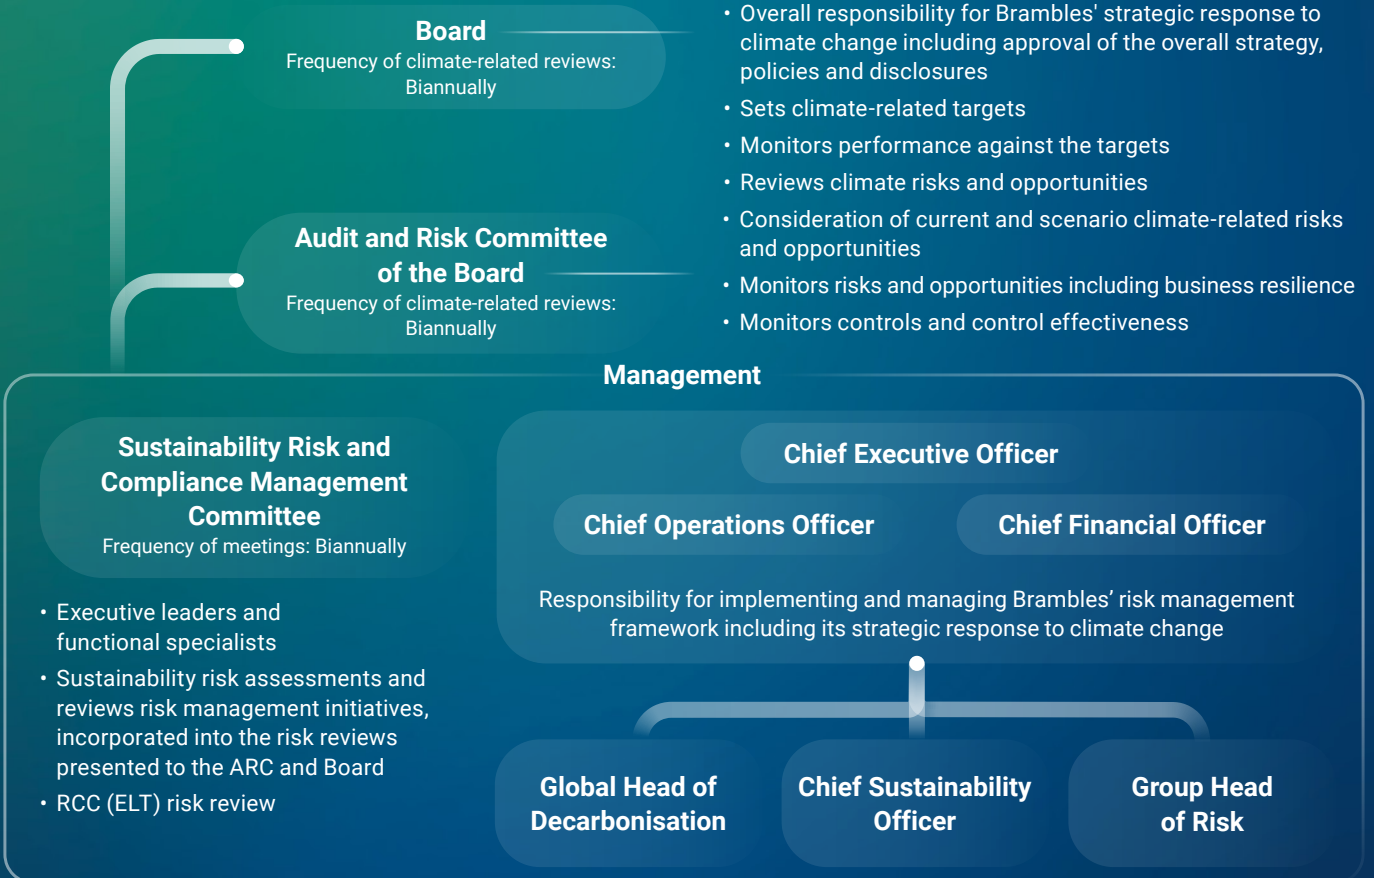 Board
Frequency of climate-related reviews:
Biannually
• Overall responsibility for Brambles' strategic response to
climate change including approval of the overall strategy,
policies and disclosures
• Sets climate-related targets
• Monitors performance against the targets
• Reviews climate risks and opportunities
Audit and Risk Committee
of the Board
Frequency of climate-related reviews:
Biannually
• Consideration of current and scenario climate-related risks
and opportunities
• Monitors risks and opportunities including business resilience
• Monitors controls and control effectiveness
Management
Sustainability Risk and
Compliance Management
Committee
Frequency of meetings: Biannually
• Executive leaders and
functional specialists
• Sustainability risk assessments and
reviews risk management initiatives,
incorporated into the risk reviews
presented to the ARC and Board
• RCC (ELT) risk review
Chief Executive Officer
Chief Operations Officer
Chief Financial Officer
Responsibility for implementing and managing Brambles’ risk management
framework including its strategic response to climate change
Global Head of
Decarbonisation
Chief Sustainability
Officer
Group Head
of Risk